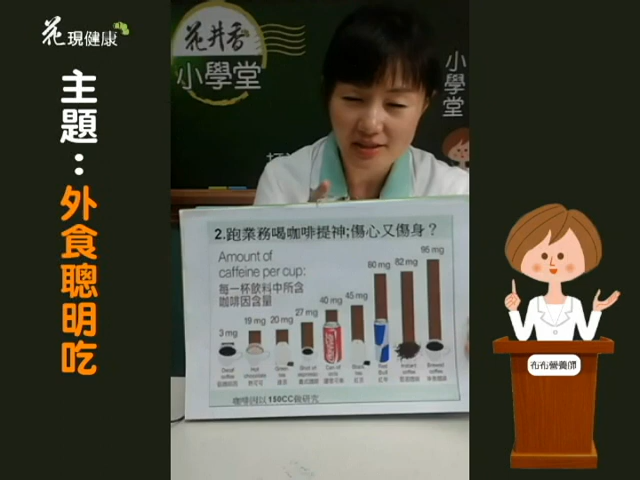 花現健康
主題：外食聰明吃
花井香
小學堂
小學堂
2.跑業務喝咖啡提神;傷心又傷身？
Amount of
caffeine per cup:
每一杯飲料中所含
咖啡因含量
3 mg
19 mg
20 mg
27 mg
40 mg
45 mg
80 mg
82 mg
95 mg
Decaf
coffee
Hot
chocolate
Green
tea
Shot of
espresso
Can of
cola
Black
tea
Red
Bull
Instant
coffee
Brewed
coffee
咖啡因以150CC做研究
布布營養師